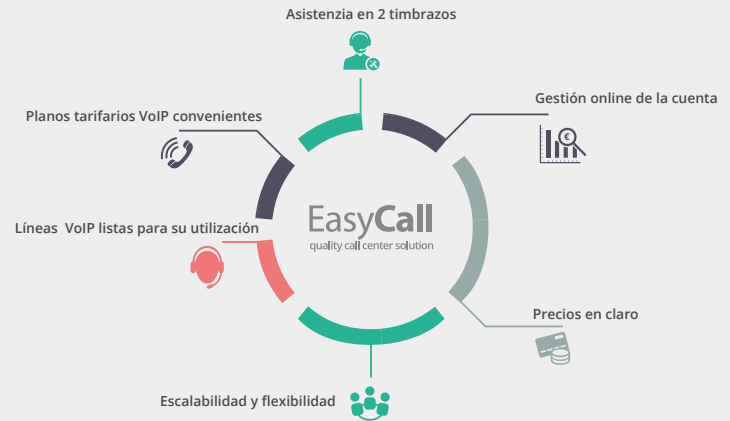 Asistenzia en 2 timbrazos
Gestión online de la cuenta
€
Planos tarifarios VoIP convenientes
EasyCall
quality call center solution
Líneas VoIP listas para su utilización
Precios en claro
Escalabilidad y flexibilidad